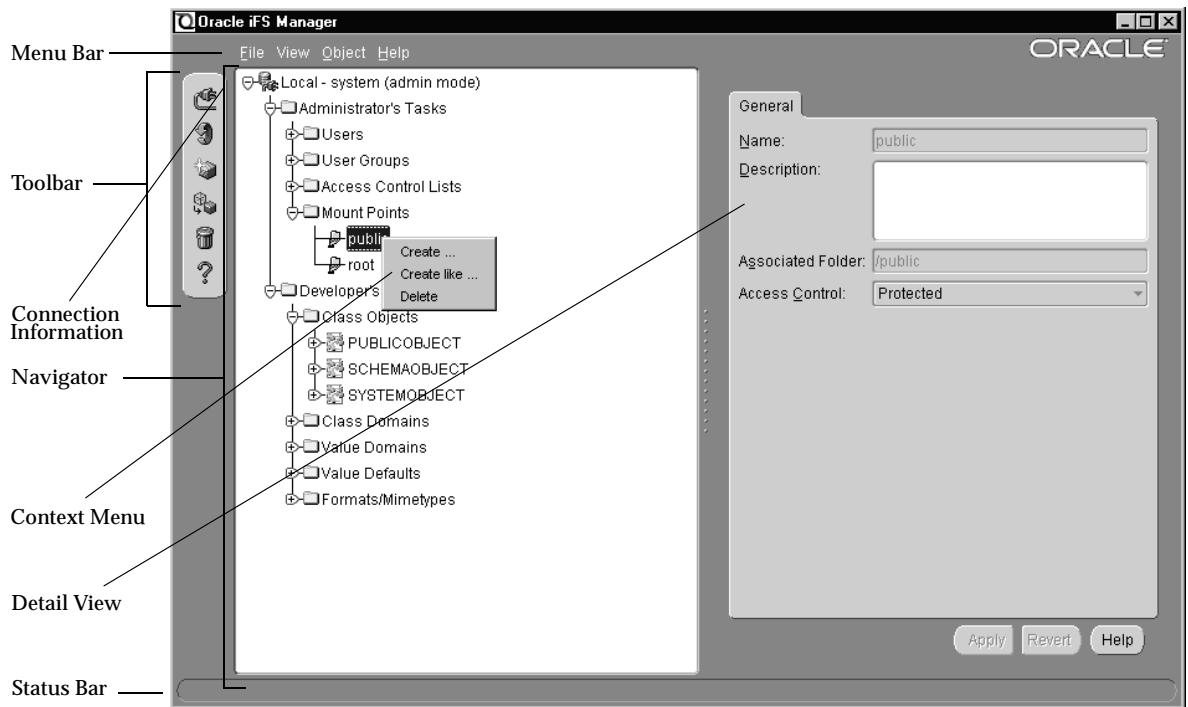 Oracle iFS Manager
Menu Bar
File View Object Help
ORACLE
Toolbar
Connection
Information
Navigator
Context Menu
Detail View
Status Bar
Local - system (admin mode)
Administrator's Tasks
Users
User Groups
Access Control Lists
Mount Points
public
root
Create ...
Create like ...
Delete
Developer's
Class Objects
PUBLICOBJECT
SCHEMAOBJECT
SYSTEMOBJECT
Class Domains
Value Domains
Value Defaults
Formats/Mimetypes
General
Name: public
Description:
Associated Folder: /public
Access Control: Protected
Apply Revert Help